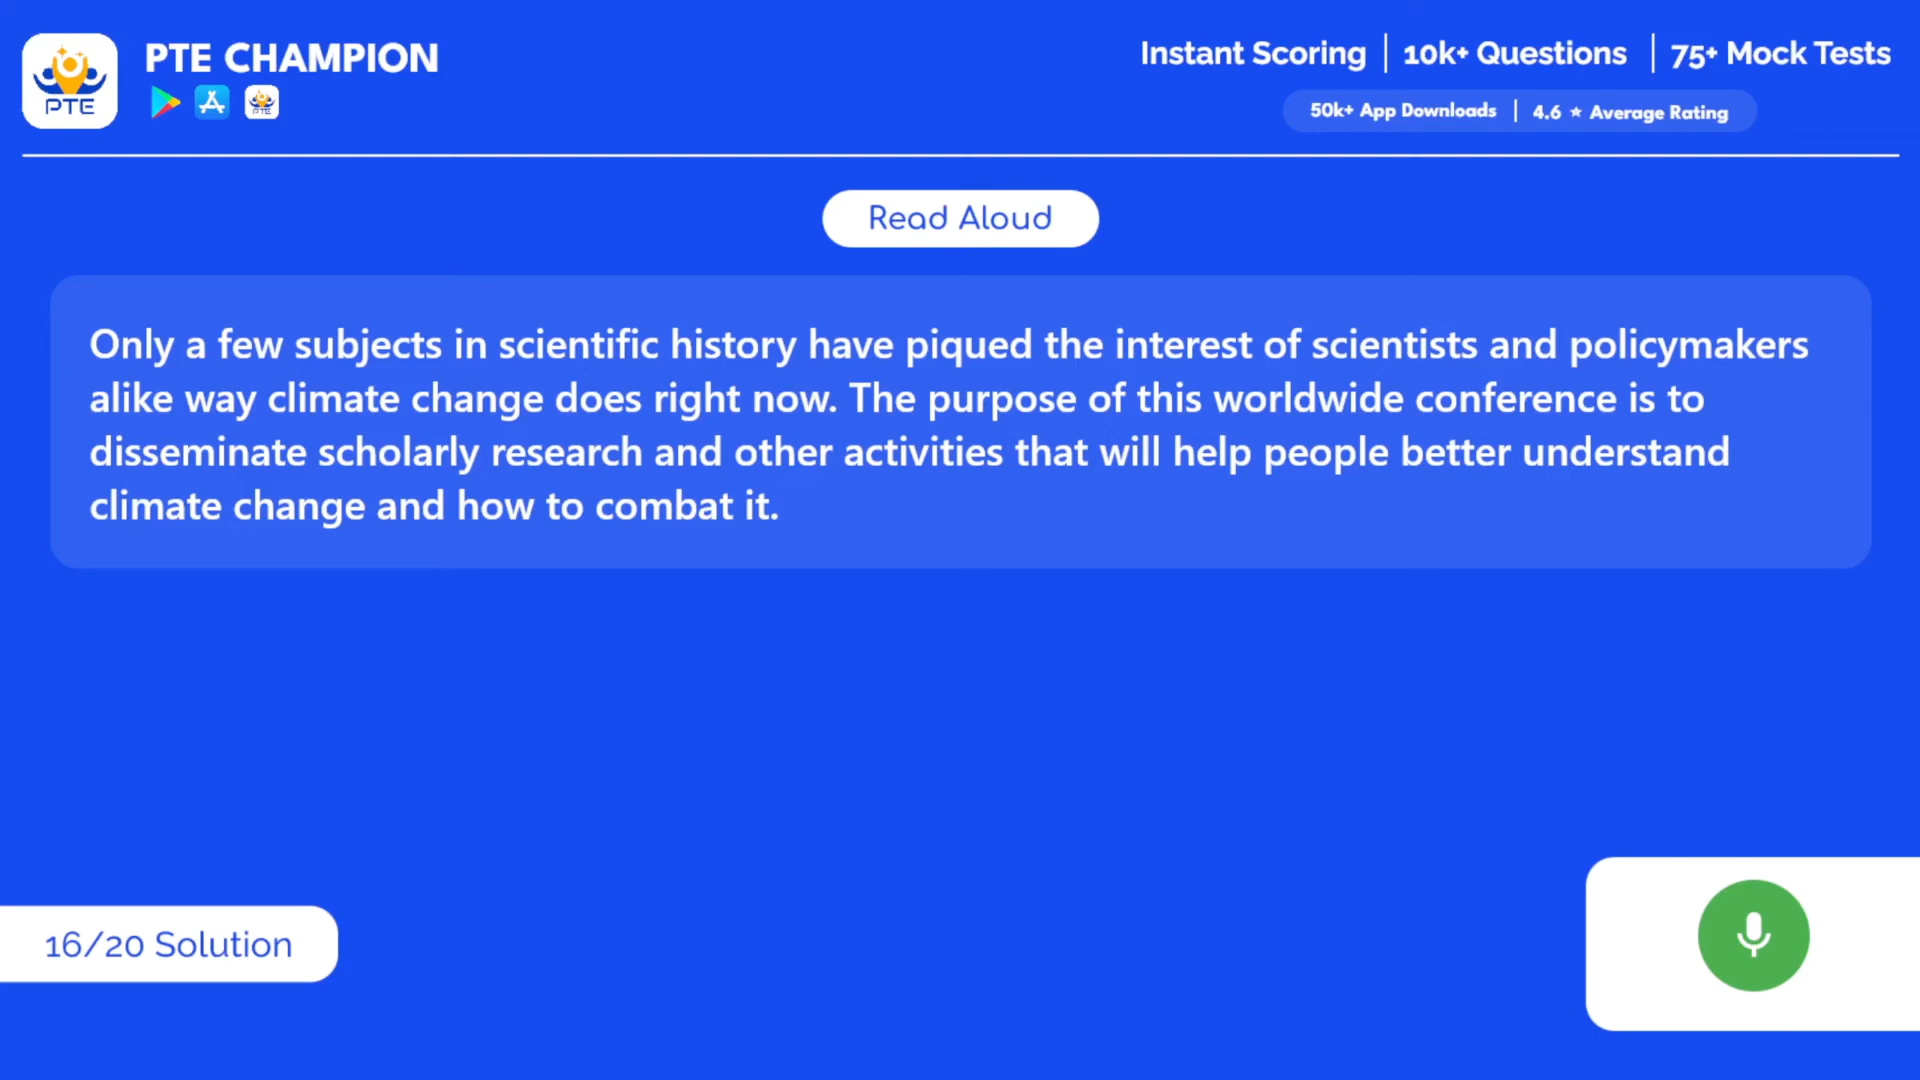 PTE CHAMPION
PTE
PTE
Instant Scoring | 10k+ Questions | 75+ Mock Tests
50k+ App Downloads | 4.6 ★ Average Rating
Read Aloud
Only a few subjects in scientific history have piqued the interest of scientists and policymakers
alike way climate change does right now. The purpose of this worldwide conference is to
disseminate scholarly research and other activities that will help people better understand
climate change and how to combat it.
16/20 Solution